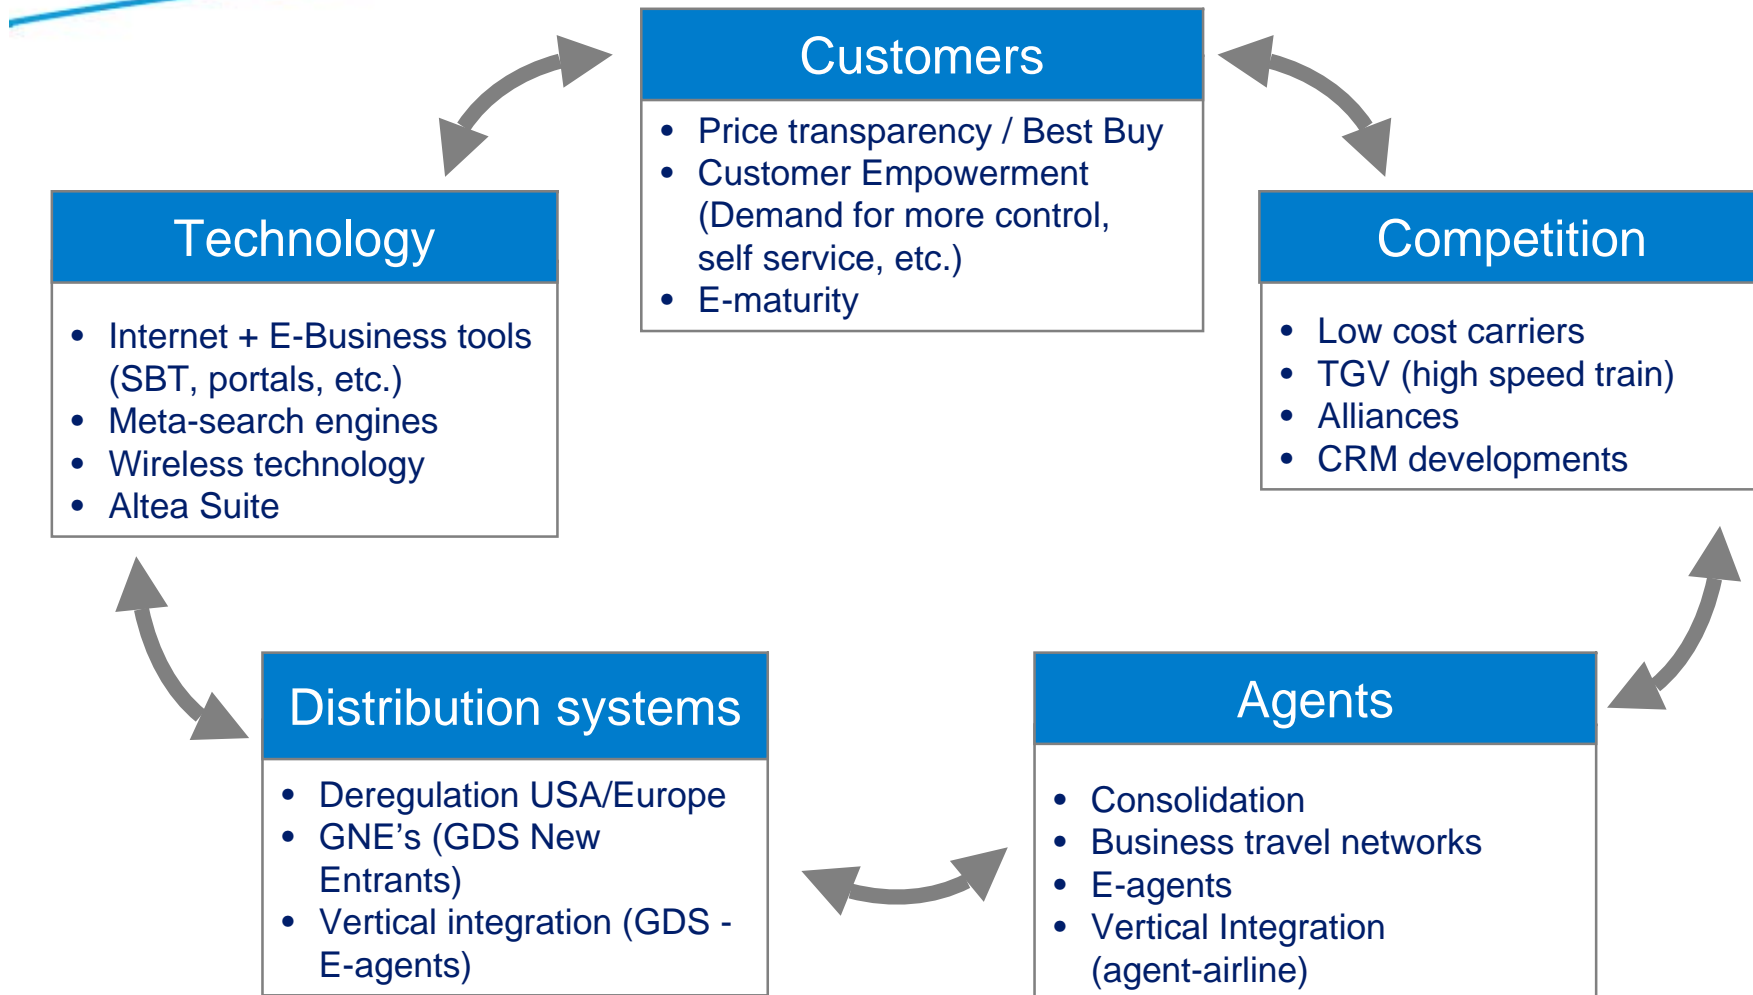 Customers
• Price transparency / Best Buy
• Customer Empowerment
(Demand for more control,
self service, etc.)
• E-maturity
Technology
• Internet + E-Business tools
(SBT, portals, etc.)
• Meta-search engines
• Wireless technology
• Altea Suite
Competition
• Low cost carriers
• TGV (high speed train)
• Alliances
• CRM developments
Distribution systems
• Deregulation USA/Europe
• GNE’s (GDS New
Entrants)
• Vertical integration (GDS -
E-agents)
Agents
• Consolidation
• Business travel networks
• E-agents
• Vertical Integration
(agent-airline)